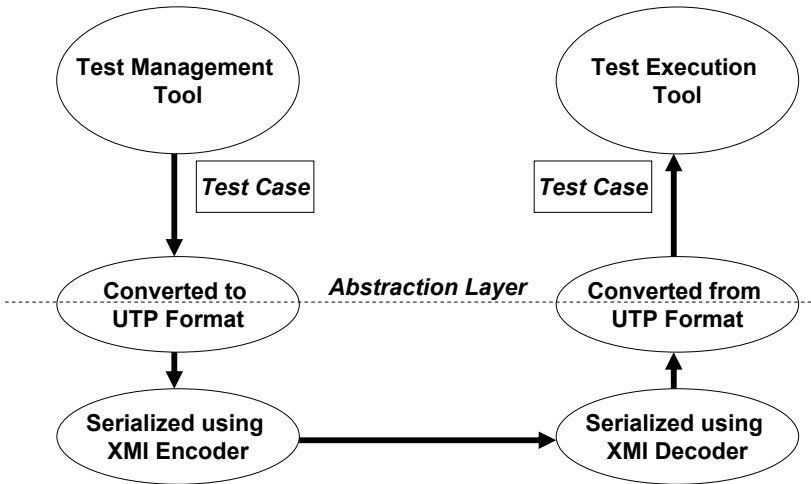 Test Management
Tool
Test Execution
Tool
Test Case
Test Case
Abstraction Layer
Converted to
UTP Format
Converted from
UTP Format
Serialized using
XMI Encoder
Serialized using
XMI Decoder